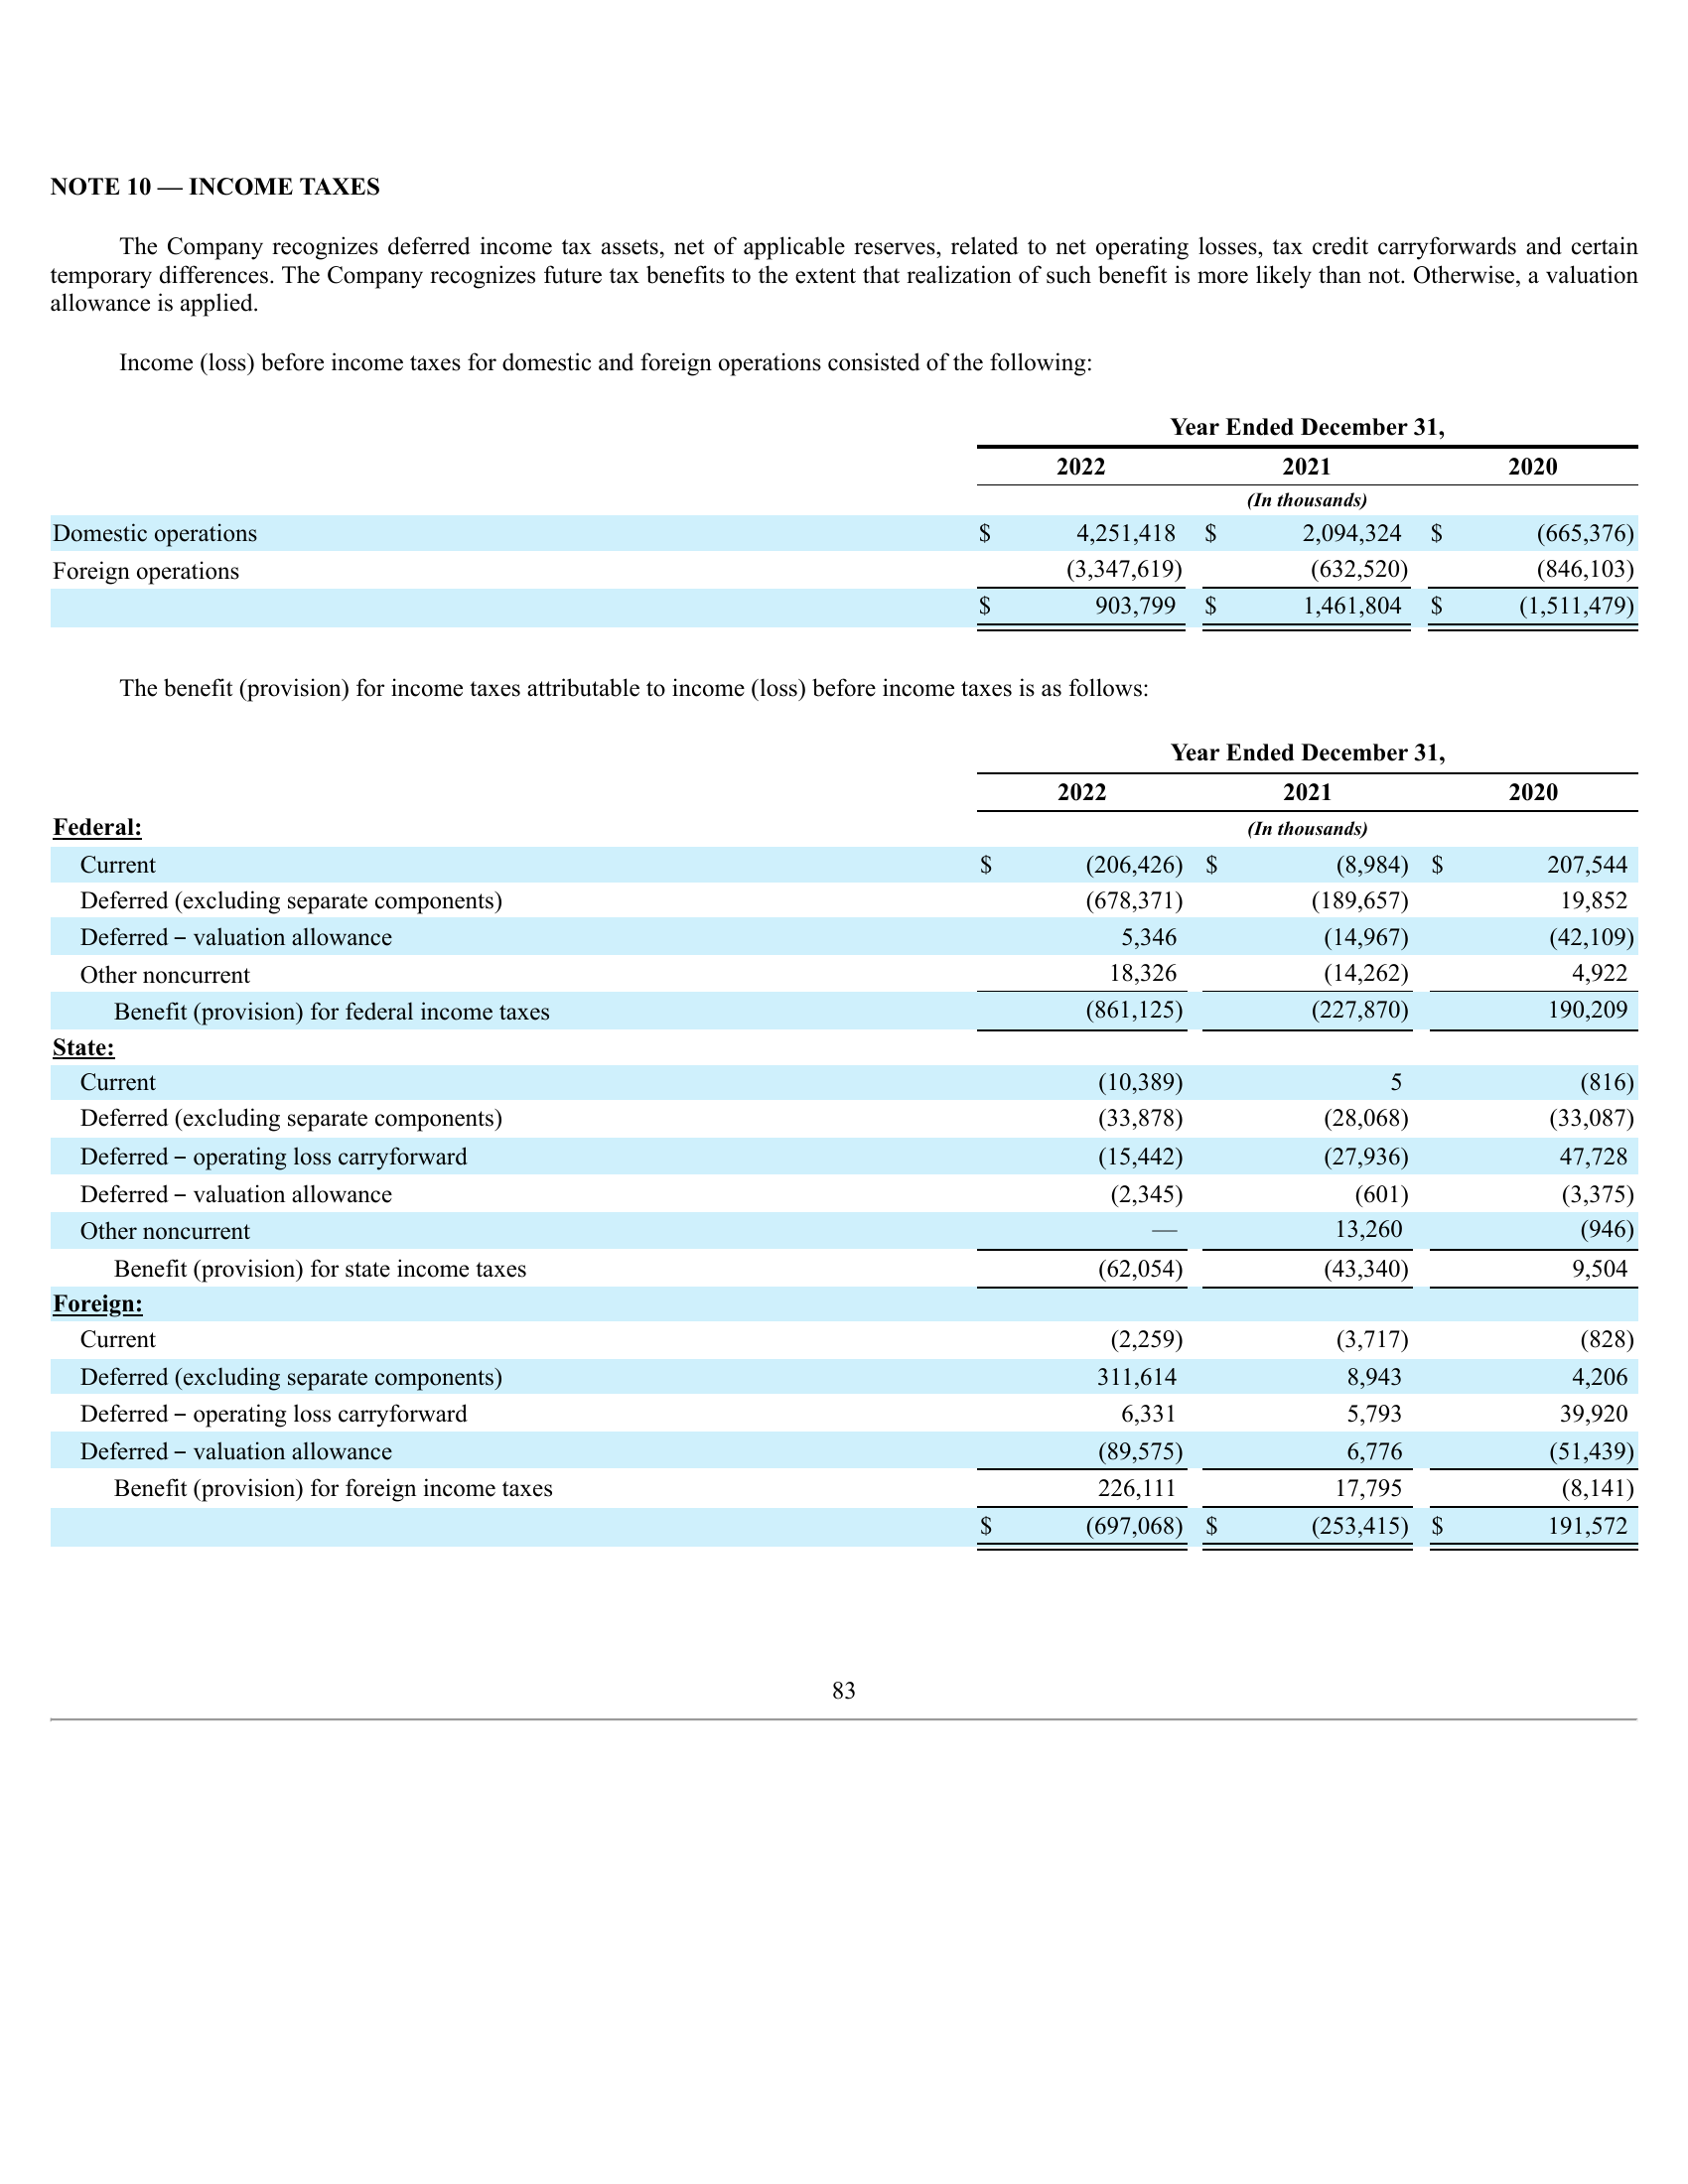 NOTE 10 — INCOME TAXES
The Company recognizes deferred income tax assets, net of applicable reserves, related to net operating losses, tax credit carryforwards and certain
temporary differences. The Company recognizes future tax benefits to the extent that realization of such benefit is more likely than not. Otherwise, a valuation
allowance is applied.
Income (loss) before income taxes for domestic and foreign operations consisted of the following:
Year Ended December 31,
2022 2021 2020
(In thousands)
Domestic operations $ 4,251,418 $ 2,094,324 $ (665,376)
Foreign operations (3,347,619) (632,520) (846,103)
$ 903,799 $ 1,461,804 $ (1,511,479)
The benefit (provision) for income taxes attributable to income (loss) before income taxes is as follows:
Year Ended December 31,
2022 2021 2020
Federal: (In thousands)
Current $ (206,426) $ (8,984) $ 207,544
Deferred (excluding separate components) (678,371) (189,657) 19,852
Deferred – valuation allowance 5,346 (14,967) (42,109)
Other noncurrent 18,326 (14,262) 4,922
Benefit (provision) for federal income taxes (861,125) (227,870) 190,209
State:
Current (10,389) 5 (816)
Deferred (excluding separate components) (33,878) (28,068) (33,087)
Deferred – operating loss carryforward (15,442) (27,936) 47,728
Deferred – valuation allowance (2,345) (601) (3,375)
Other noncurrent — 13,260 (946)
Benefit (provision) for state income taxes (62,054) (43,340) 9,504
Foreign:
Current (2,259) (3,717) (828)
Deferred (excluding separate components) 311,614 8,943 4,206
Deferred – operating loss carryforward 6,331 5,793 39,920
Deferred – valuation allowance (89,575) 6,776 (51,439)
Benefit (provision) for foreign income taxes 226,111 17,795 (8,141)
$ (697,068) $ (253,415) $ 191,572
83